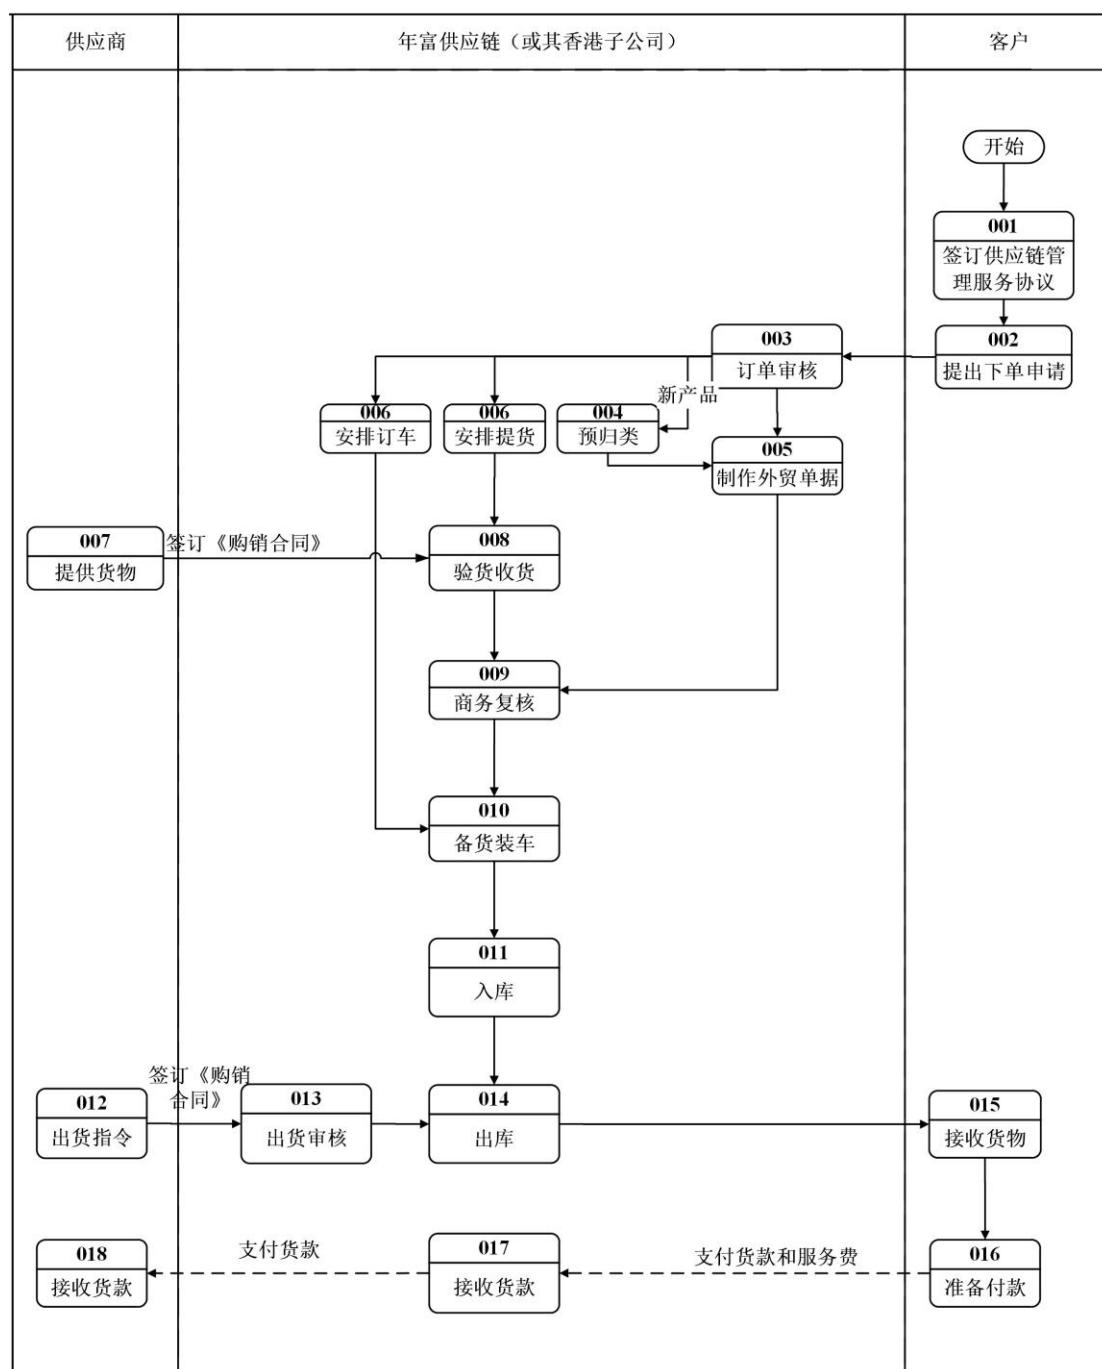 供应商
年富供应链（或其香港子公司）
客户
开始
001
签订供应链管
理服务协议
002
提出下单申请
003
订单审核
新产品
006
安排订车
006
安排提货
004
预归类
005
制作外贸单据
007
提供货物
签订《购销合同》
008
验货收货
009
商务复核
010
备货装车
011
入库
012
出货指令
签订《购销
合同》
013
出货审核
014
出库
015
接收货物
018
接收货款
支付货款
017
接收货款
支付货款和服务费
016
准备付款